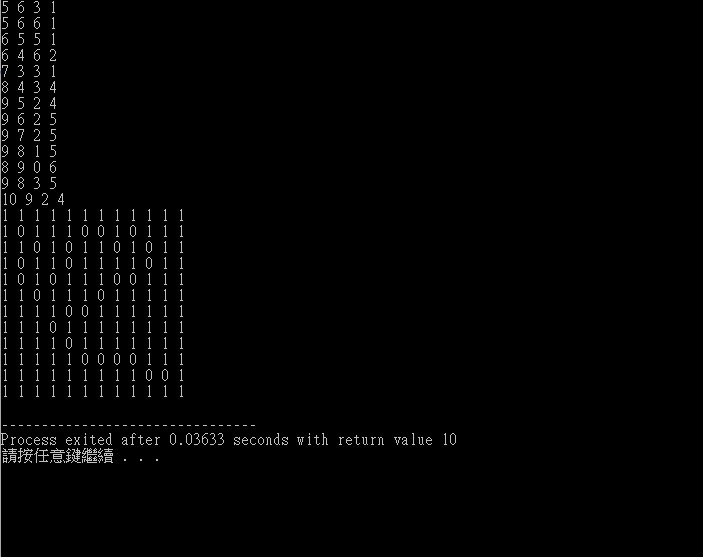 5 6 3 1
5 6 6 1
6 5 5 1
6 4 6 2
7 3 3 1
8 4 3 4
9 5 2 4
9 6 2 5
9 7 2 5
9 8 1 5
8 9 0 6
9 8 3 5
10 9 2 4
1 1 1 1 1 1 1 1 1 1 1 1
1 0 1 1 1 0 0 1 0 1 1 1
1 1 0 1 0 1 1 0 1 0 1 1
1 0 1 1 0 1 1 1 1 0 1 1
1 0 1 0 1 1 1 0 0 1 1 1
1 1 0 1 1 1 0 1 1 1 1 1
1 1 1 1 0 0 1 1 1 1 1 1
1 1 1 0 1 1 1 1 1 1 1 1
1 1 1 1 0 1 1 1 1 1 1 1
1 1 1 1 1 0 0 0 0 1 1 1
1 1 1 1 1 1 1 1 1 0 0 1
1 1 1 1 1 1 1 1 1 1 1 1
--------------------------------
Process exited after 0.03633 seconds with return value 10
請按任意鍵繼續 . . .